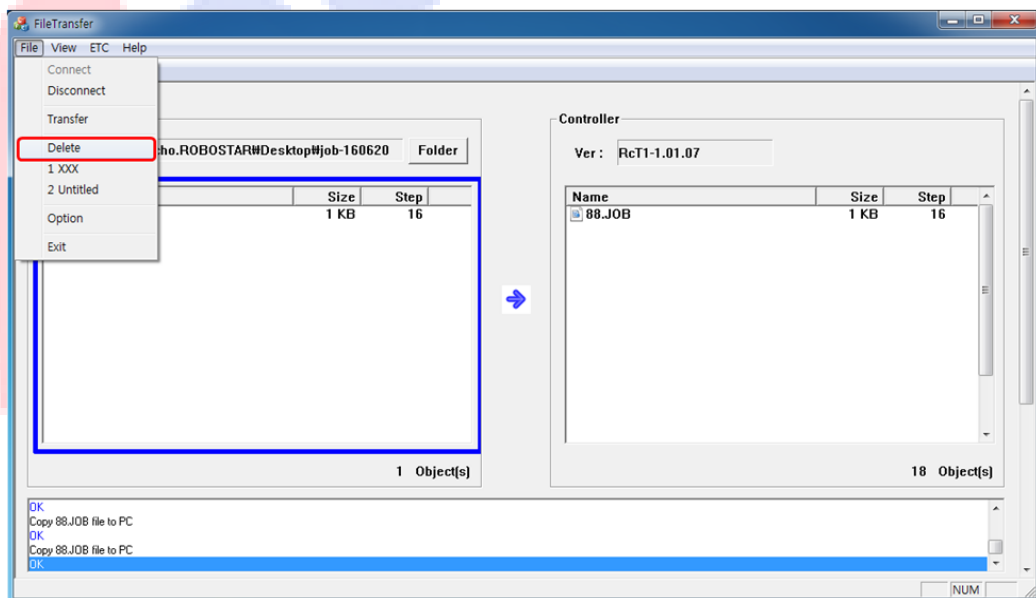 FileTransfer
File View ETC Help
Connect
Disconnect
Transfer
Delete
1 XXX
2 Untitled
Option
Exit
cho.ROBOSTAR₩Desktop₩job-160620 Folder
Size Step
1 KB 16
1 Object(s)
Controller
Ver : RcT1-1.01.07
Name Size Step
88.JOB 1 KB 16
18 Object(s)
OK
Copy 88.JOB file to PC
OK
Copy 88.JOB file to PC
OK
NUM